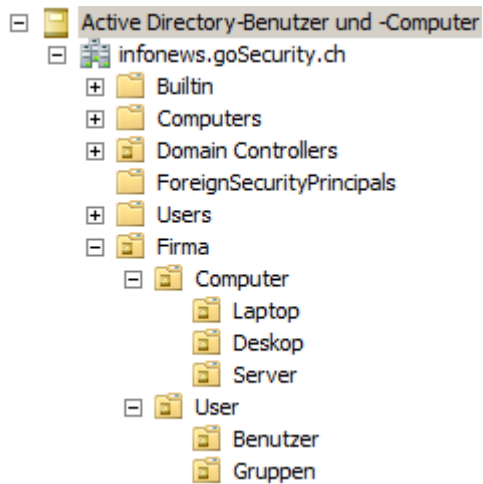 Active Directory-Benutzer und -Computer
infonews.goSecurity.ch
Builtin
Computers
Domain Controllers
ForeignSecurityPrincipals
Users
Firma
Computer
Laptop
Deskop
Server
User
Benutzer
Gruppen